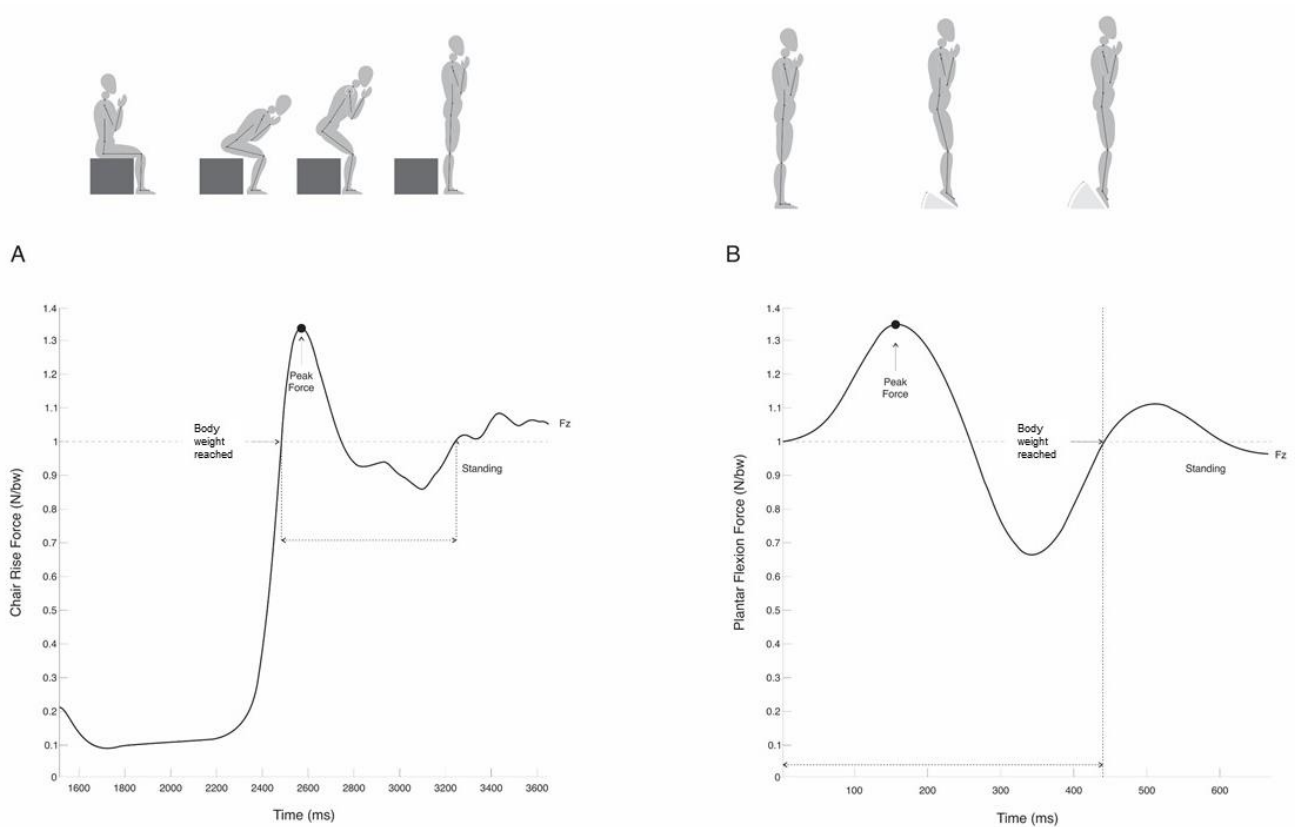 A
Chair Rise Force (N/bw)
1.4
1.3
1.2
1.1
1
0.9
0.8
0.7
0.6
0.5
0.4
0.3
0.2
0.1
0
Peak
Force
Body
weight
reached
Fz
Standing
1600 1800 2000 2200 2400 2600 2800 3000 3200 3400 3600
Time (ms)
B
Plantar Flexion Force (N/bw)
1.4
1.3
1.2
1.1
1
0.9
0.8
0.7
0.6
0.5
0.4
0.3
0.2
0.1
0
Peak
Force
Body
weight
reached
Standing
Fz
100 200 300 400 500 600
Time (ms)